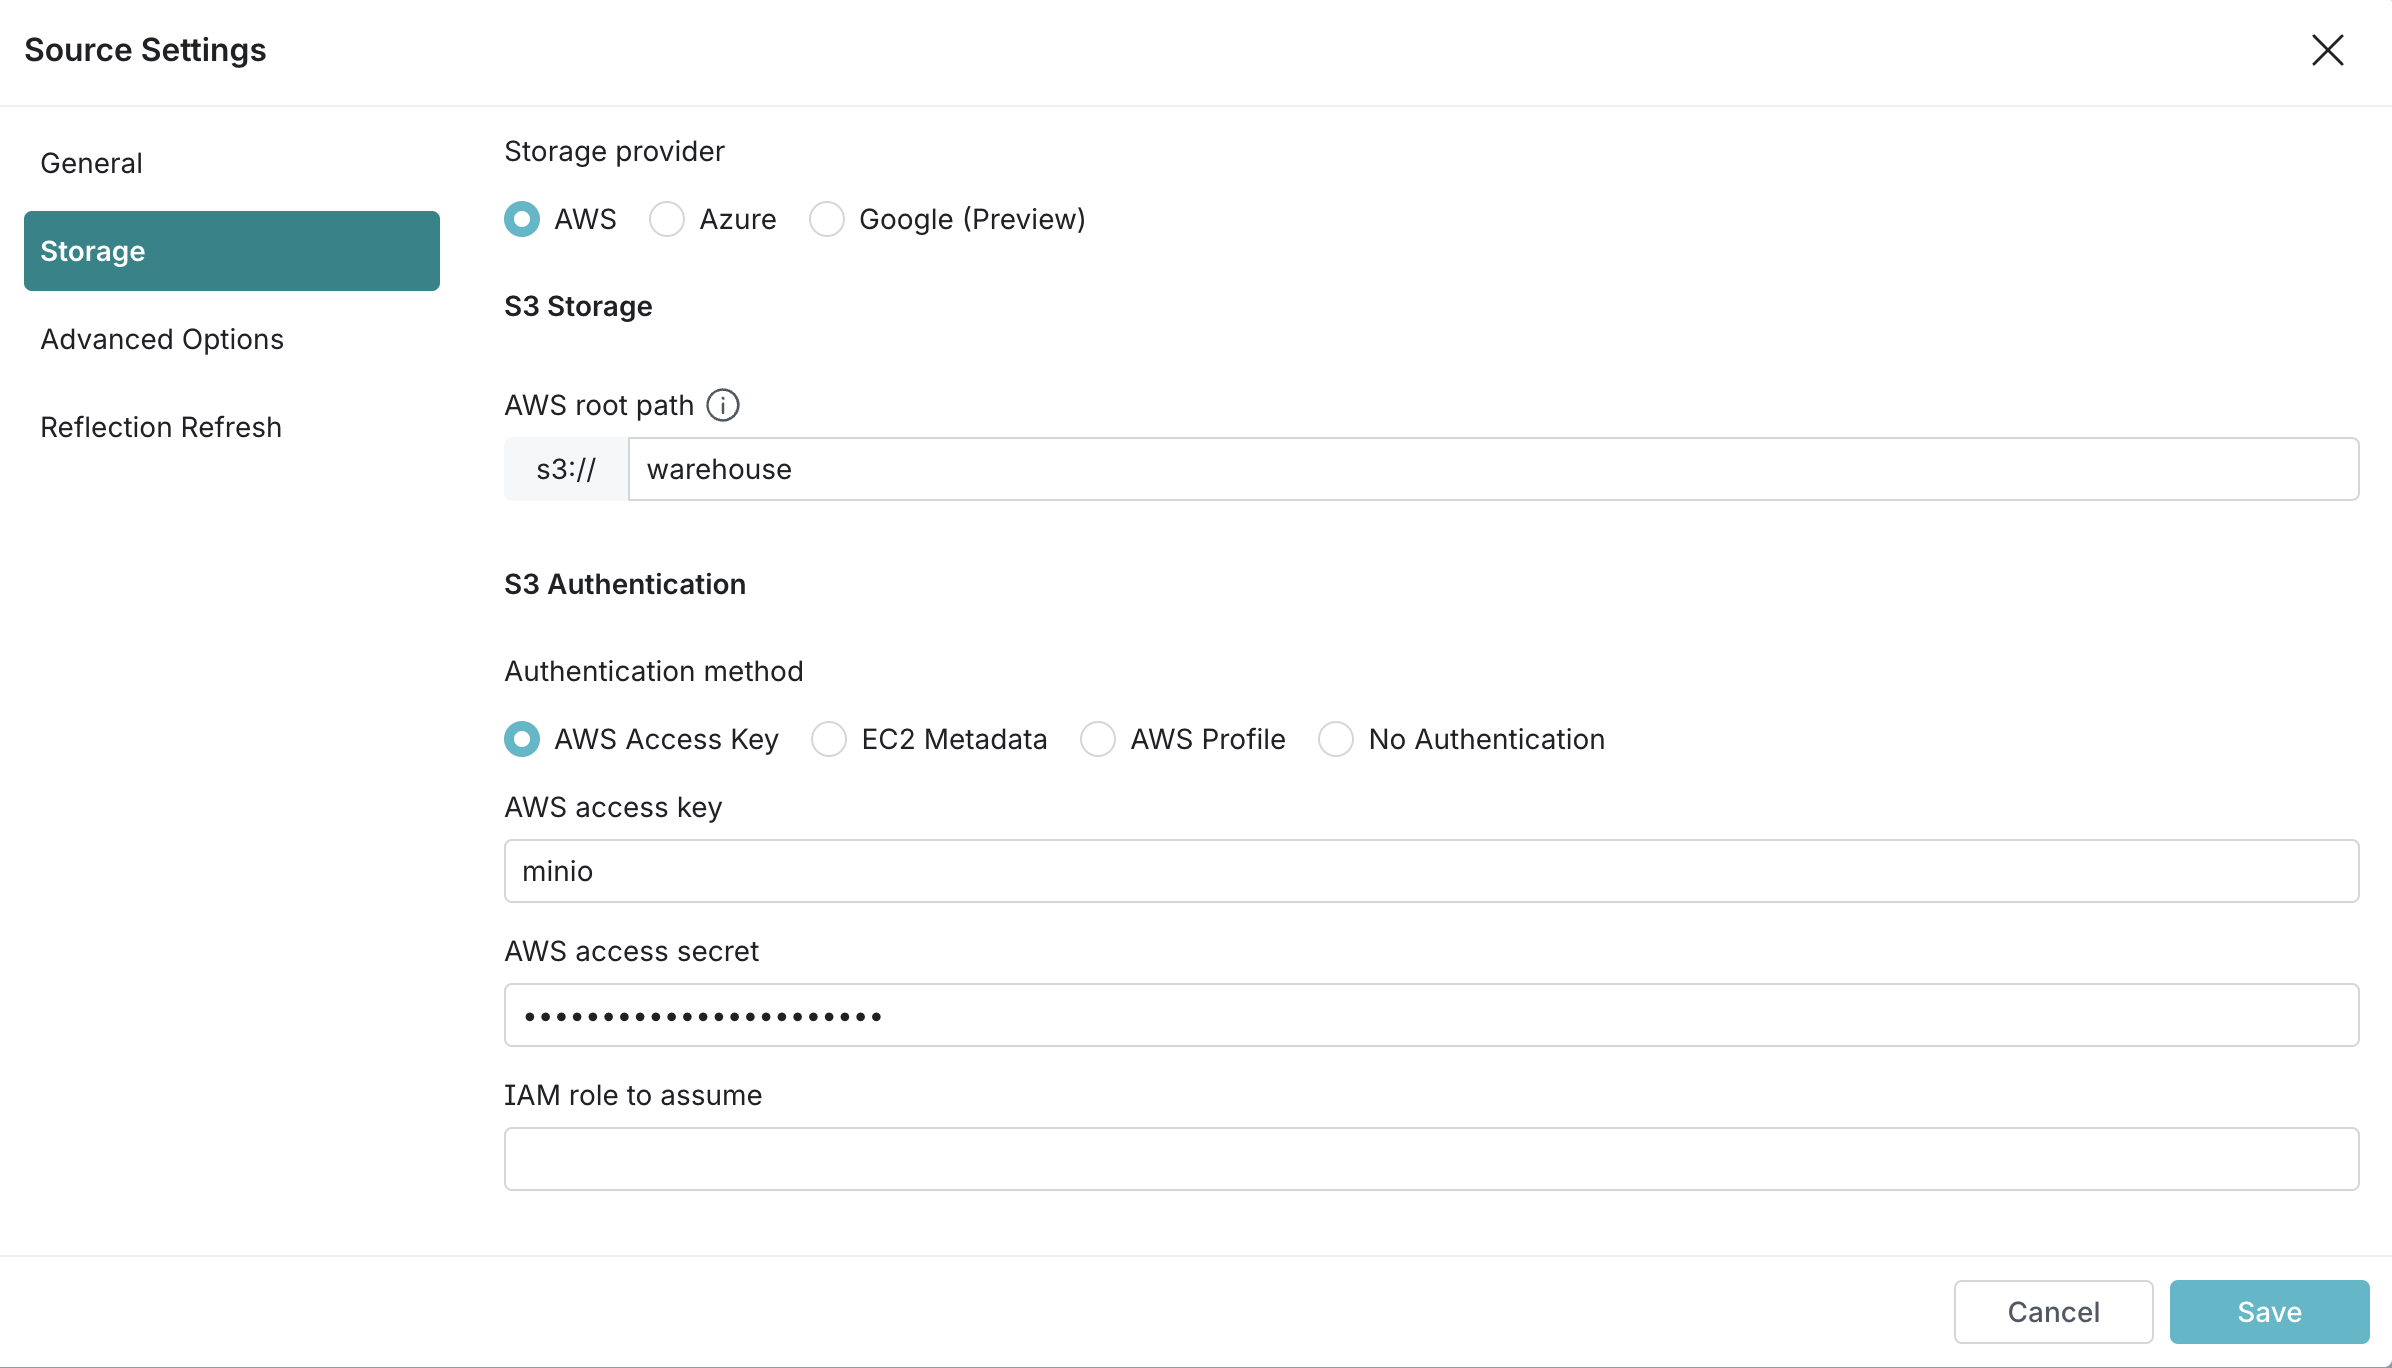 Source Settings
General
Storage
Advanced Options
Reflection Refresh
Storage provider
AWS Azure Google (Preview)
S3 Storage
AWS root path
s3:// warehouse
S3 Authentication
Authentication method
AWS Access Key EC2 Metadata AWS Profile No Authentication
AWS access key
minio
AWS access secret
•••••••••••••••••••••••
IAM role to assume
Cancel Save